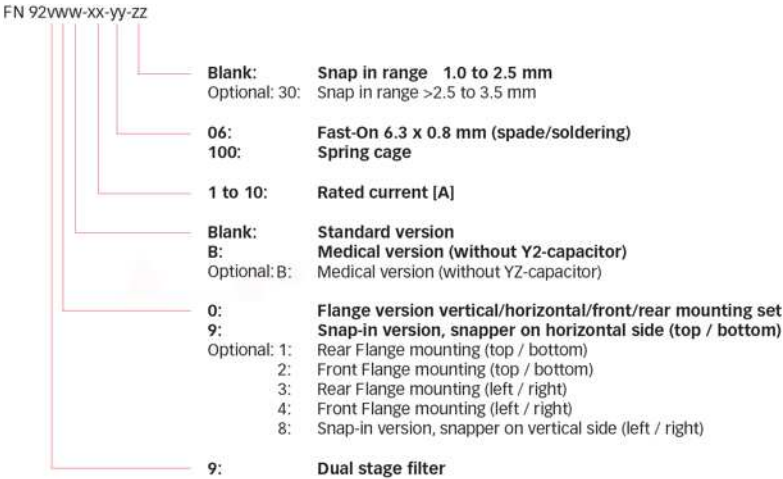 FN 92vww-xx-yy-zz
Blank: Snap in range 1.0 to 2.5 mm
Optional: 30: Snap in range >2.5 to 3.5 mm
06: Fast-On 6.3 x 0.8 mm (spade/soldering)
100: Spring cage
1 to 10: Rated current [A]
Blank: Standard version
B: Medical version (without Y2-capacitor)
Optional: B: Medical version (without YZ-capacitor)
0: Flange version vertical/horizontal/front/rear mounting set
9: Snap-in version, snapper on horizontal side (top / bottom)
Optional: 1: Rear Flange mounting (top / bottom)
2: Front Flange mounting (top / bottom)
3: Rear Flange mounting (left / right)
4: Front Flange mounting (left / right)
8: Snap-in version, snapper on vertical side (left / right)
9: Dual stage filter